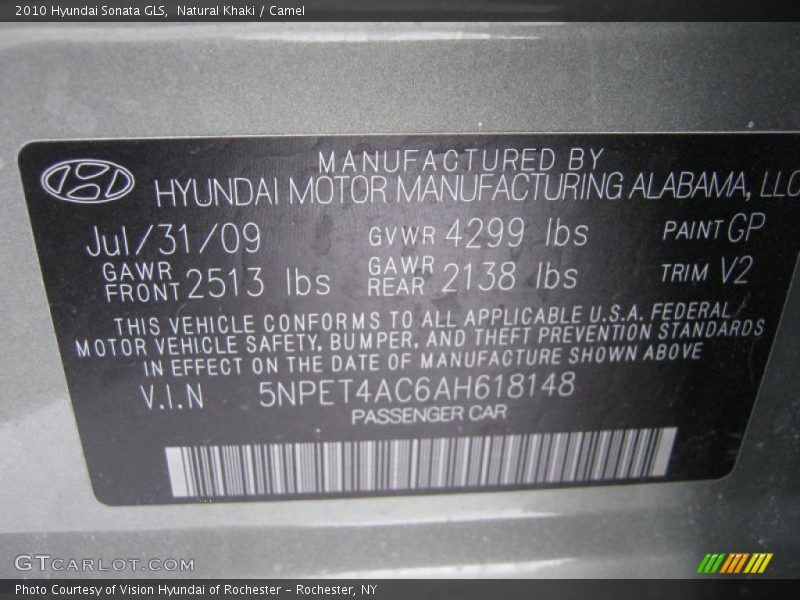 2010 Hyundai Sonata GLS, Natural Khaki / Camel
MANUFACTURED BY
HYUNDAI MOTOR MANUFACTURING ALABAMA, LLC
Jul/31/09 GVWR 4299 lbs PAINT GP
GAWR FRONT 2513 lbs GAWR REAR 2138 lbs TRIM V2
THIS VEHICLE CONFORMS TO ALL APPLICABLE U.S.A. FEDERAL
MOTOR VEHICLE SAFETY, BUMPER, AND THEFT PREVENTION STANDARDS
IN EFFECT ON THE DATE OF MANUFACTURE SHOWN ABOVE
V.I.N 5NPET4AC6AH618148
PASSENGER CAR
GTCARLOT.COM
Photo Courtesy of Vision Hyundai of Rochester – Rochester, NY